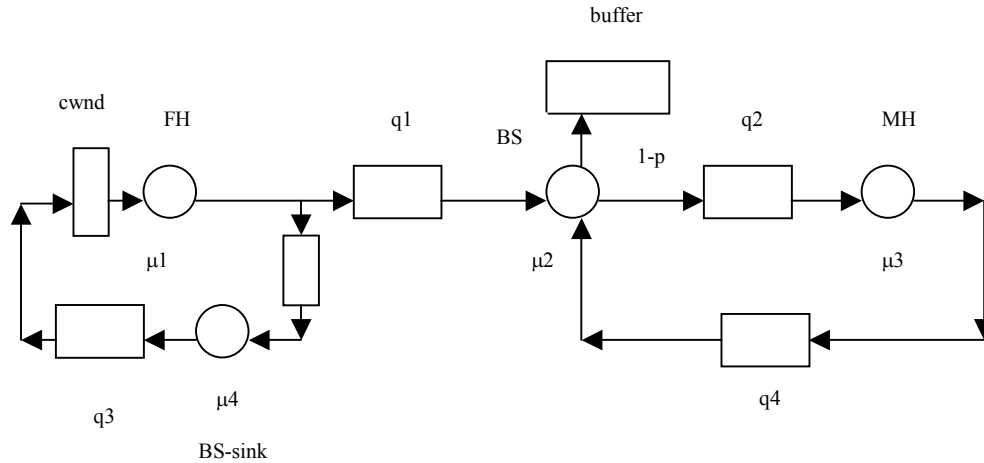 buffer
cwnd
FH
q1
BS
q2
MH
1-p
μ1
μ2
μ3
q3
μ4
q4
BS-sink